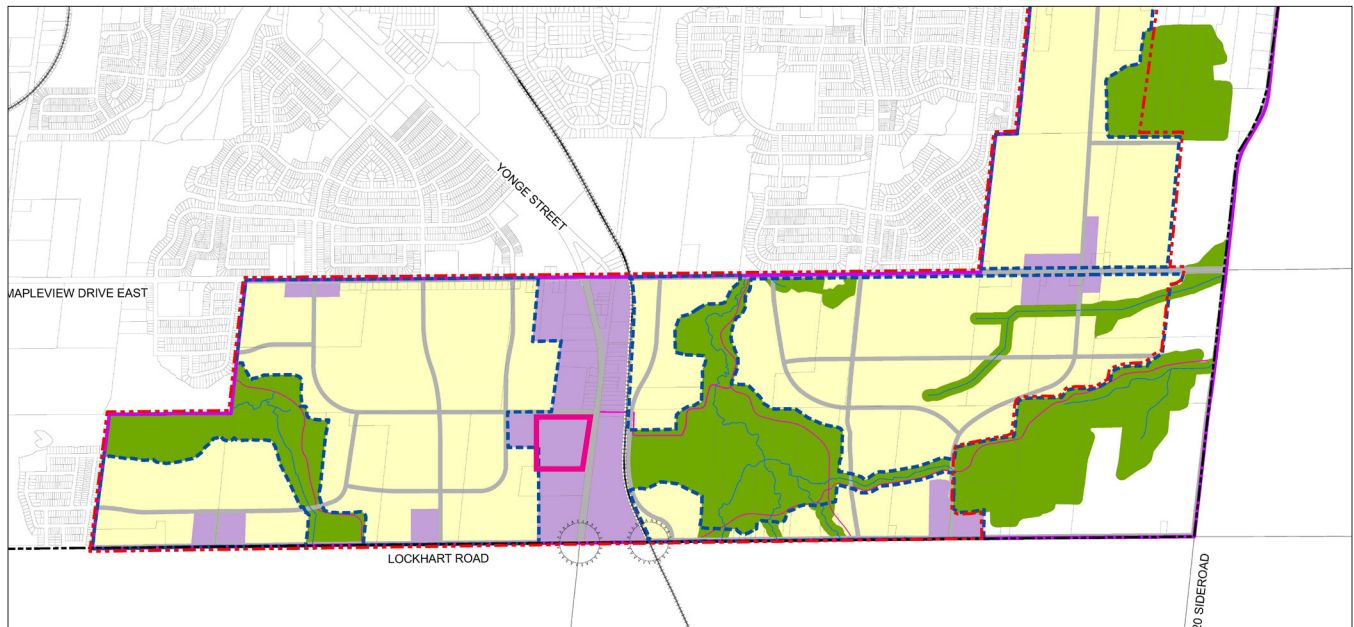 YONGE STREET
MAPLEVIEW DRIVE EAST
LOCKHART ROAD
20 SIDEROAD